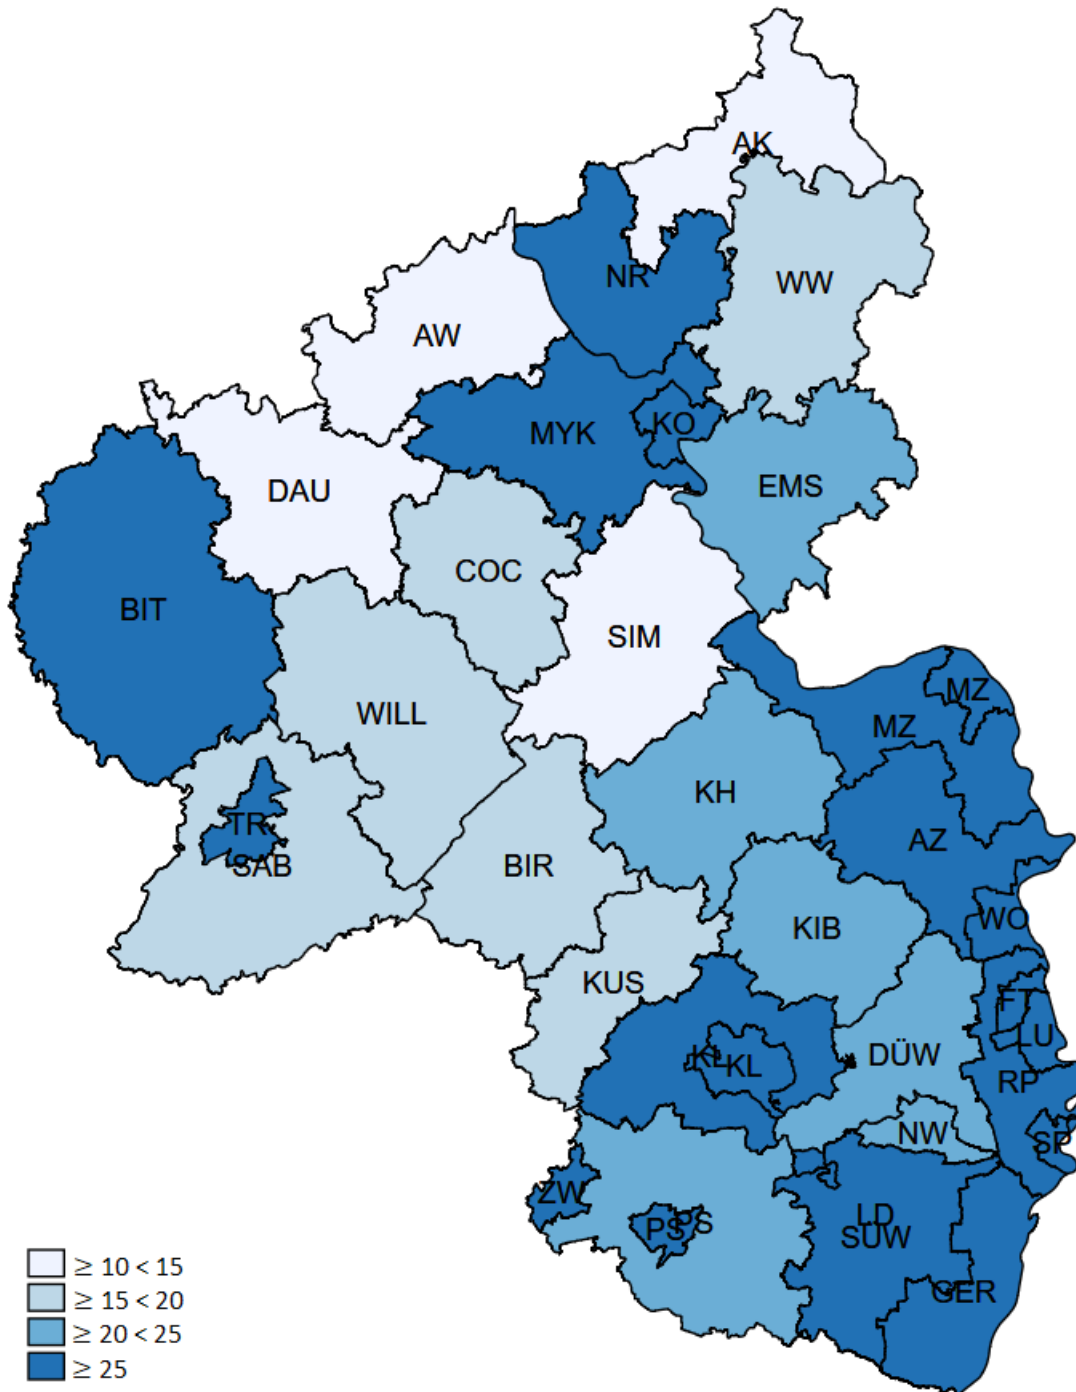 AK
NR
WW
AW
KO
MYK
EMS
DAU
COC
BIT
SIM
MZ
WILL
MZ
KH
TR
AZ
SAB
BIR
WO
KIB
KUS
FT
LU
KL
KL
DÜW
RP
NW
SP
ZW
LD
PS
PS
SÜW
GER
≥ 10 < 15
≥ 15 < 20
≥ 20 < 25
≥ 25